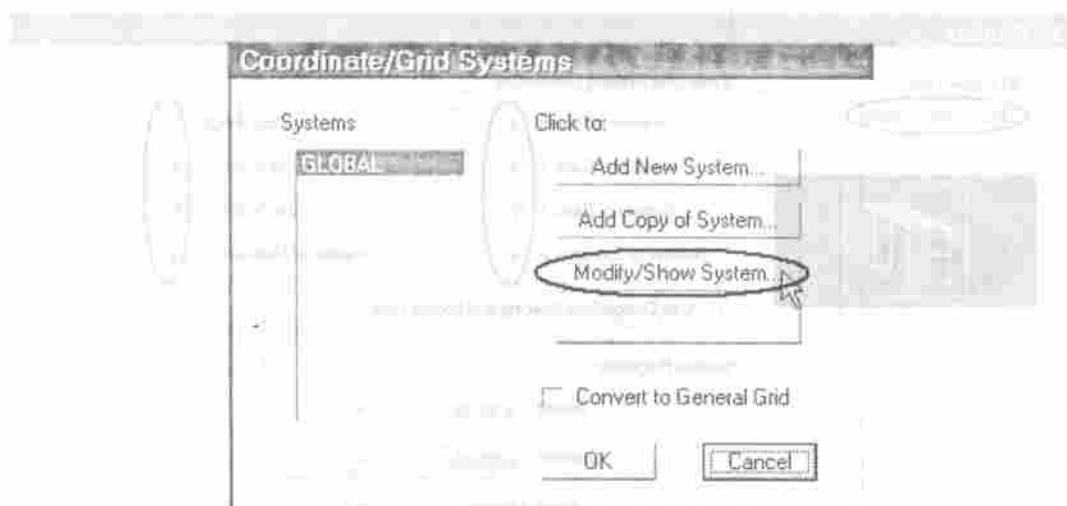 Coordinate/Grid Systems
Systems
Click to:
GLOBAL
Add New System...
Add Copy of System...
Modify/Show System...
Convert to General Grid
OK
Cancel